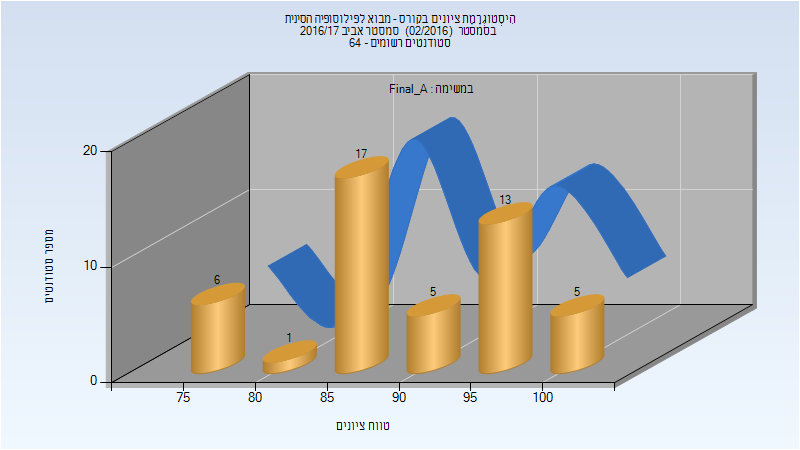 היסטוגרמת ציונים בקורס - מבוא לפילוסופיה הסינית
בסמסטר (02/2016) סמסטר אביב 2016/17
סטודנטים רשומים - 64
במשימה : Final_A
20
10
0
מספר סטודנטים
6
1
17
5
13
5
75
80
85
90
95
100
טווח ציונים